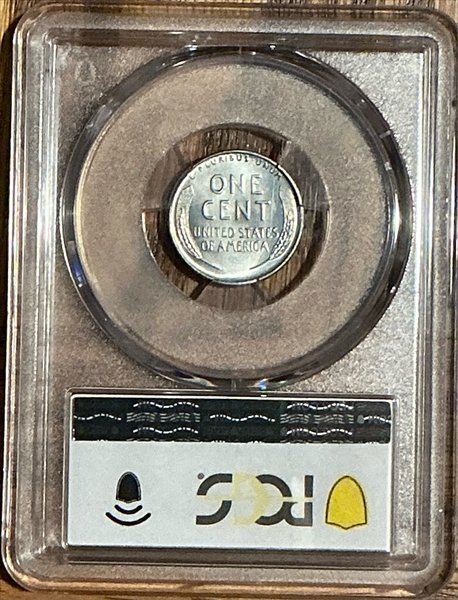 E PLURIBUS UNUM
ONE
CENT
UNITED STATES
OF AMERICA
PCGS